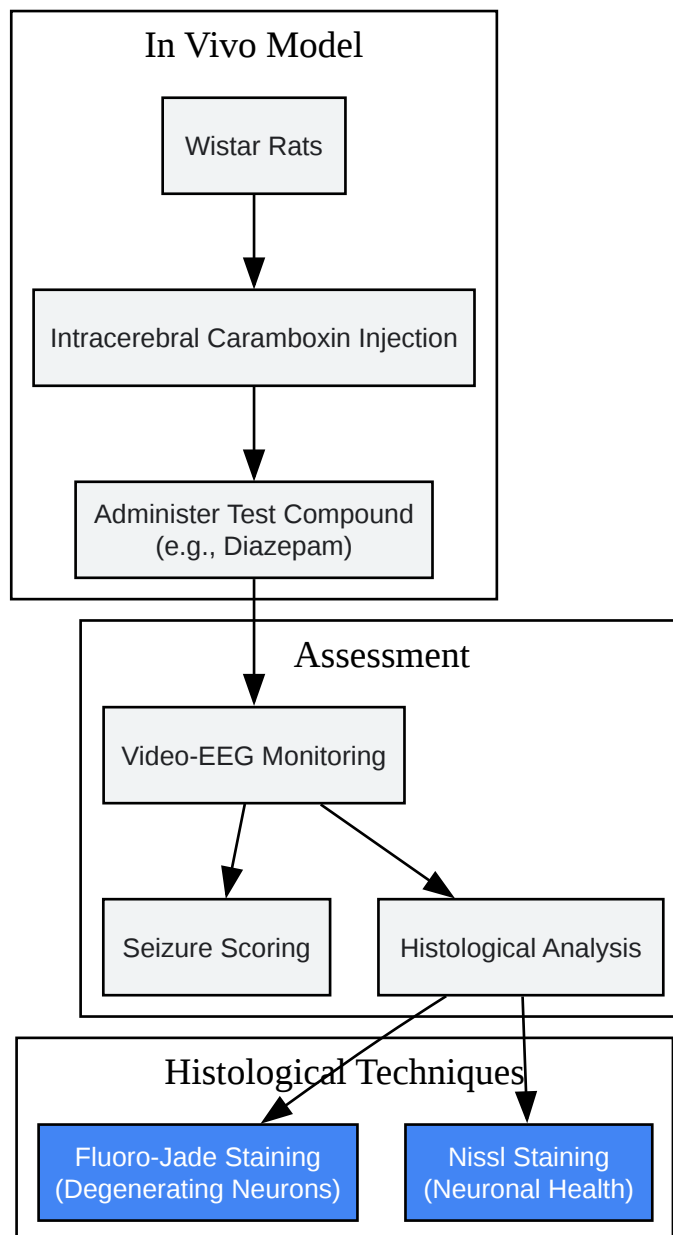 In Vivo Model
Wistar Rats
Intracerebral Caramboxin Injection
Administer Test Compound
(e.g., Diazepam)
Assessment
Video-EEG Monitoring
Seizure Scoring
Histological Analysis
Histological Techniques
Fluoro-Jade Staining
(Degenerating Neurons)
Nissl Staining
(Neuronal Health)